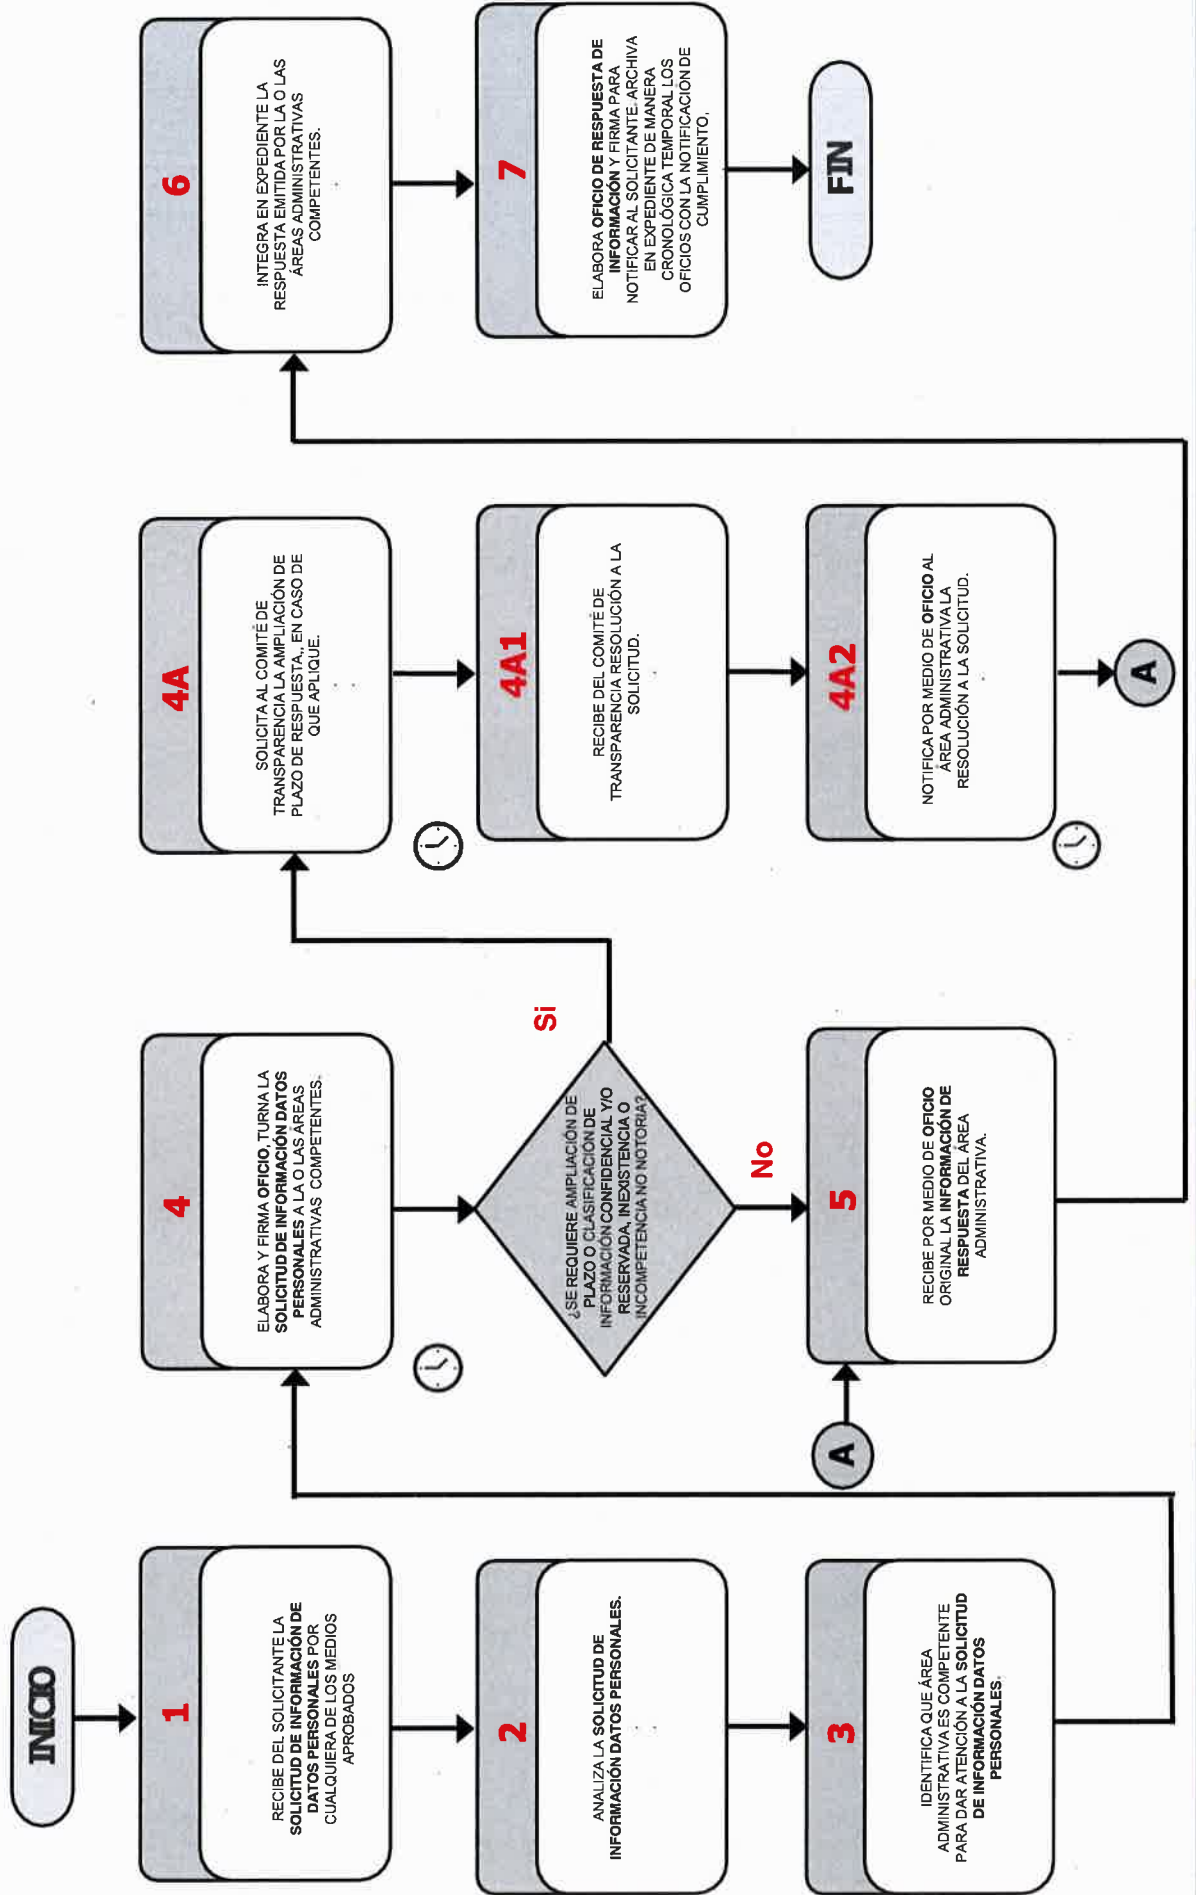 INICIO
1
RECIBE DEL SOLICITANTE LA
SOLICITUD DE INFORMACIÓN DE
DATOS PERSONALES POR
CUALQUIERA DE LOS MEDIOS
APROBADOS
2
ANALIZA LA SOLICITUD DE
INFORMACIÓN DATOS PERSONALES.
3
IDENTIFICA QUE ÁREA
ADMINISTRATIVA ES COMPETENTE
PARA DAR ATENCIÓN A LA SOLICITUD
DE INFORMACIÓN DATOS
PERSONALES.
4
ELABORA Y FIRMA OFICIO, TURNA LA
SOLICITUD DE INFORMACIÓN DATOS
PERSONALES A LA O LAS ÁREAS
ADMINISTRATIVAS COMPETENTES.
¿SE REQUIERE AMPLIACIÓN DE
PLAZO O CLASIFICACIÓN DE
INFORMACIÓN CONFIDENCIAL Y/O
RESERVADA, INEXISTENCIA O
INCOMPETENCIA NO NOTORIA?
Si
No
A
5
RECIBE POR MEDIO DE OFICIO
ORIGINAL LA INFORMACIÓN DE
RESPUESTA DEL ÁREA
ADMINISTRATIVA.
4A
SOLICITA AL COMITÉ DE
TRANSPARENCIA LA AMPLIACIÓN DE
PLAZO DE RESPUESTA,, EN CASO DE
QUE APLIQUE.
4A1
RECIBE DEL COMITÉ DE
TRANSPARENCIA RESOLUCIÓN A LA
SOLICITUD.
4A2
NOTIFICA POR MEDIO DE OFICIO AL
ÁREA ADMINISTRATIVA LA
RESOLUCIÓN A LA SOLICITUD.
A
6
INTEGRA EN EXPEDIENTE LA
RESPUESTA EMITIDA POR LA O LAS
ÁREAS ADMINISTRATIVAS
COMPETENTES.
7
ELABORA OFICIO DE RESPUESTA DE
INFORMACIÓN Y FIRMA PARA
NOTIFICAR AL SOLICITANTE. ARCHIVA
EN EXPEDIENTE DE MANERA
CRONOLÓGICA TEMPORAL LOS
OFICIOS CON LA NOTIFICACIÓN DE
CUMPLIMIENTO,
FIN